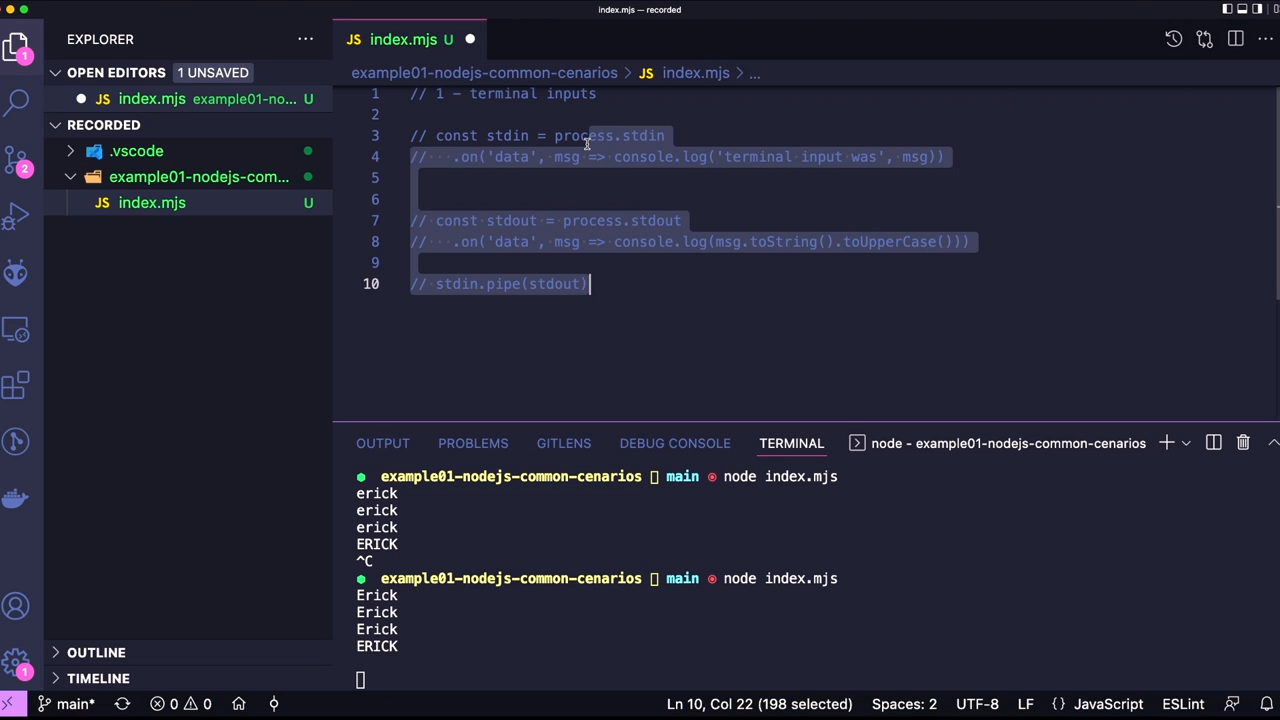 index.mjs — recorded
EXPLORER
OPEN EDITORS 1 UNSAVED
JS index.mjs example01-no... U
RECORDED
.vscode
example01-nodejs-com...
JS index.mjs U
OUTLINE
TIMELINE
1
2
1
JS index.mjs U
example01-nodejs-common-cenarios > JS index.mjs > ...
1 // 1 - terminal inputs
2
3 // const stdin = process.stdin
4 //   .on('data', msg => console.log('terminal input was', msg))
5
6
7 // const stdout = process.stdout
8 //   .on('data', msg => console.log(msg.toString().toUpperCase()))
9
10 // stdin.pipe(stdout)
OUTPUT PROBLEMS GITLENS DEBUG CONSOLE TERMINAL node - example01-nodejs-common-cenarios
example01-nodejs-common-cenarios main node index.mjs
erick
erick
erick
ERICK
^C
example01-nodejs-common-cenarios main node index.mjs
Erick
Erick
Erick
ERICK
main* 0 0 Ln 10, Col 22 (198 selected) Spaces: 2 UTF-8 LF {} JavaScript ESLint